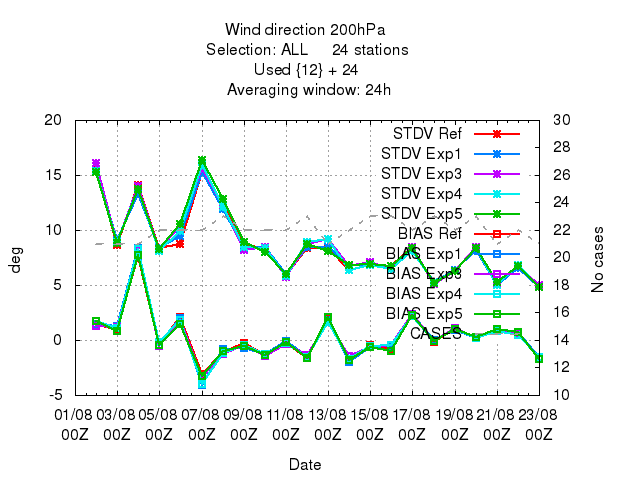 Wind direction 200hPa
Selection: ALL 24 stations
Used {12} + 24
Averaging window: 24h
20
15
10
5
0
-5
deg
30
28
26
24
22
20
18
16
14
12
10
No cases
STDV Ref
STDV Exp1
STDV Exp3
STDV Exp4
STDV Exp5
BIAS Ref
BIAS Exp1
BIAS Exp3
BIAS Exp4
BIAS Exp5
CASES
01/08 03/08 05/08 07/08 09/08 11/08 13/08 15/08 17/08 19/08 21/08 23/08
00Z 00Z 00Z 00Z 00Z 00Z 00Z 00Z 00Z 00Z 00Z 00Z
Date